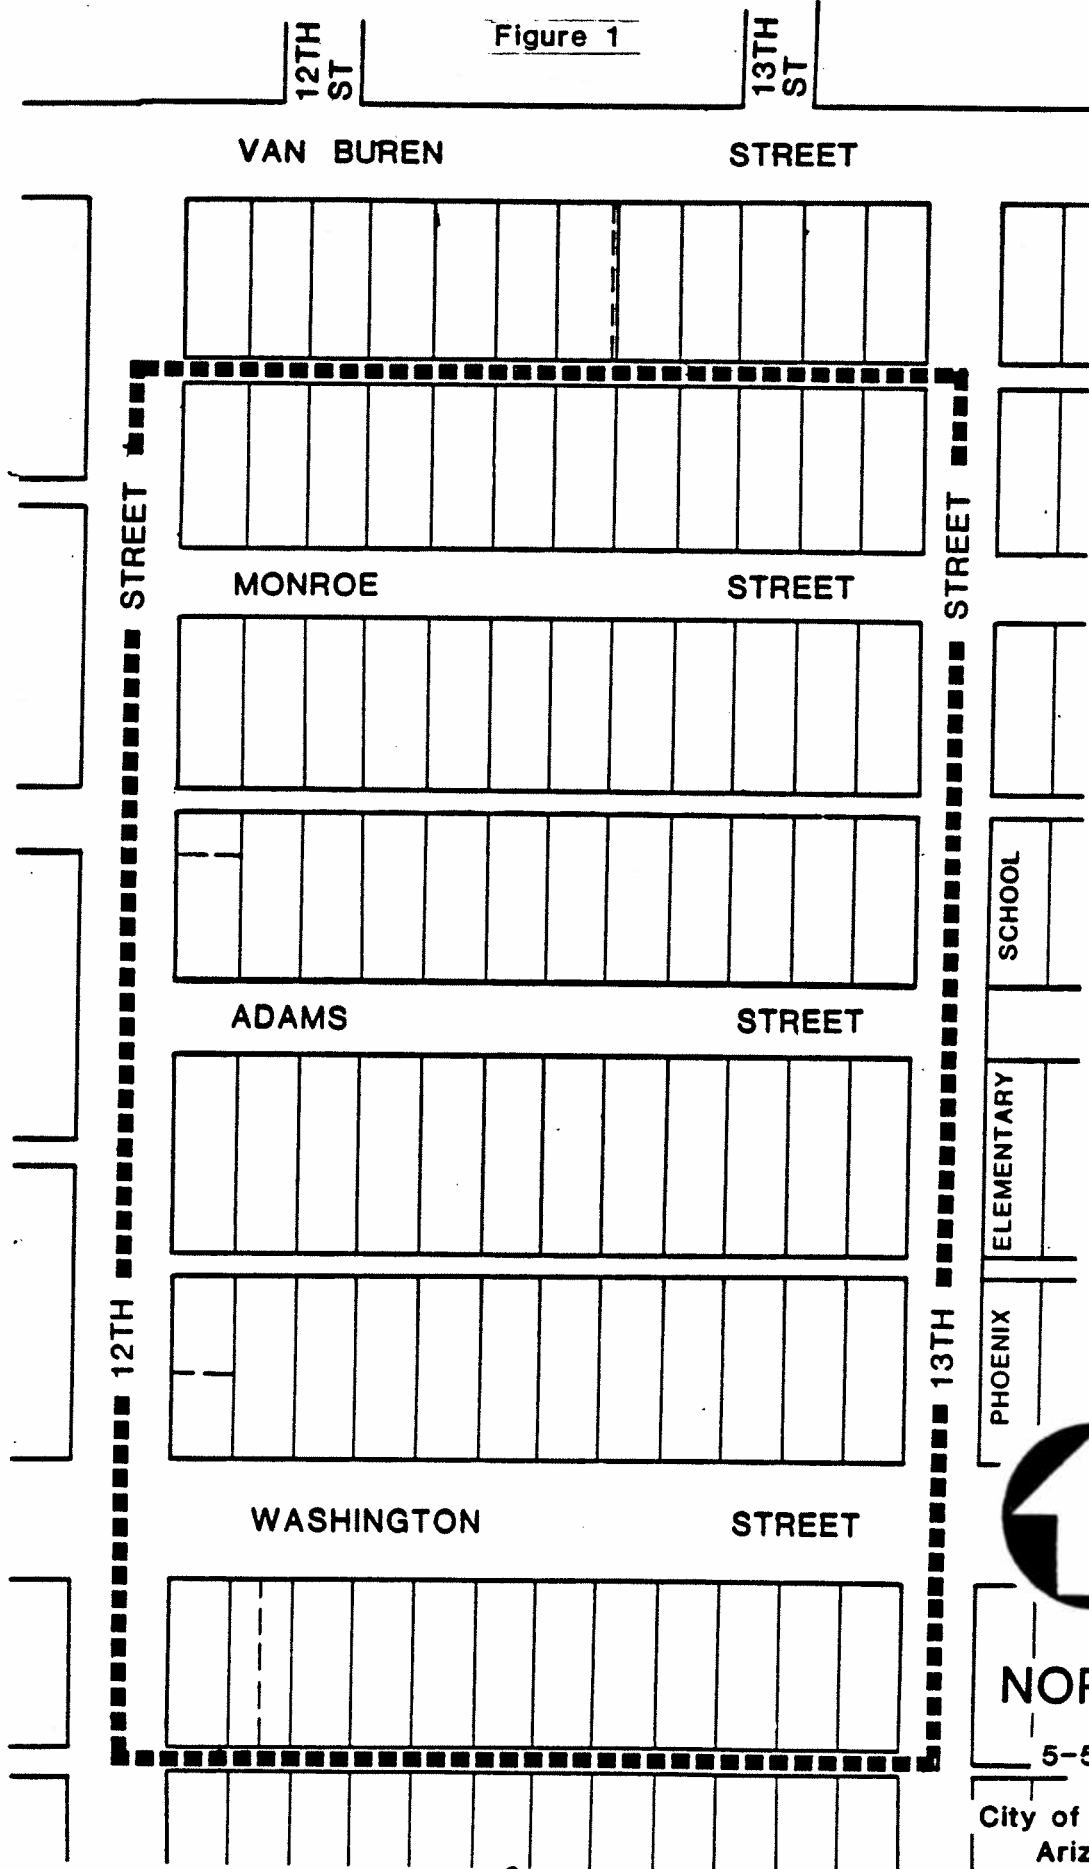 Figure 1
12TH
ST
13TH
ST
VAN BUREN STREET
MONROE STREET
ADAMS STREET
WASHINGTON STREET
12TH STREET
13TH STREET
PHOENIX ELEMENTARY SCHOOL
City of